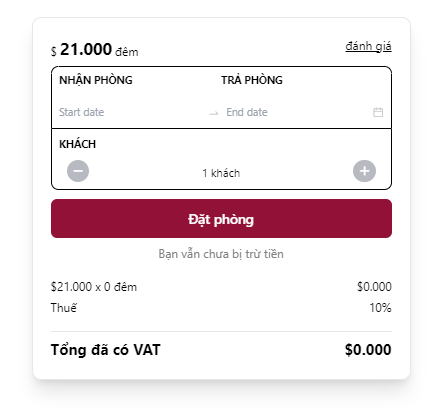 $ 21.000 đêm đánh giá
NHẬN PHÒNG TRẢ PHÒNG
Start date → End date
KHÁCH
− 1 khách +
Đặt phòng
Bạn vẫn chưa bị trừ tiền
$21.000 x 0 đêm $0.000
Thuế 10%
Tổng đã có VAT $0.000